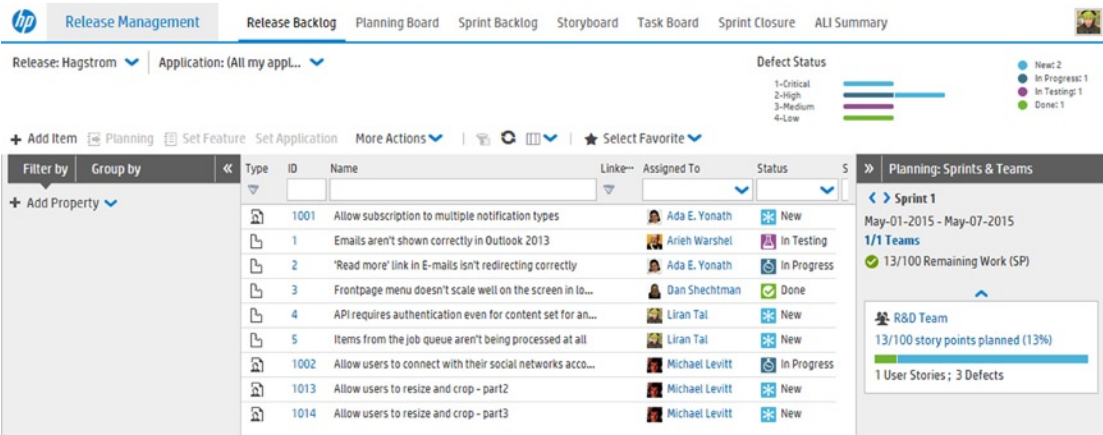 hp Release Management Release Backlog Planning Board Sprint Backlog Storyboard Task Board Sprint Closure ALI Summary
Release: Hagstrom Application: (All my appl...
Defect Status
1-Critical
2-High
3-Medium
4-Low
New: 2
In Progress: 1
In Testing: 1
Done: 1
+ Add Item Planning Set Feature Set Application More Actions Select Favorite
Filter by Group by «
+ Add Property
Type ID Name Linke... Assigned To Status S
1001 Allow subscription to multiple notification types Ada E. Yonath New
1 Emails aren't shown correctly in Outlook 2013 Arieh Warshel In Testing
2 'Read more' link in E-mails isn't redirecting correctly Ada E. Yonath In Progress
3 Frontpage menu doesn't scale well on the screen in lo... Dan Shechtman Done
4 API requires authentication even for content set for an... Liran Tal New
5 Items from the job queue aren't being processed at all Liran Tal New
1002 Allow users to connect with their social networks acco... Michael Levitt In Progress
1013 Allow users to resize and crop - part2 Michael Levitt New
1014 Allow users to resize and crop - part3 Michael Levitt New
» Planning: Sprints & Teams
Sprint 1
May-01-2015 - May-07-2015
1/1 Teams
13/100 Remaining Work (SP)
R&D Team
13/100 story points planned (13%)
1 User Stories ; 3 Defects